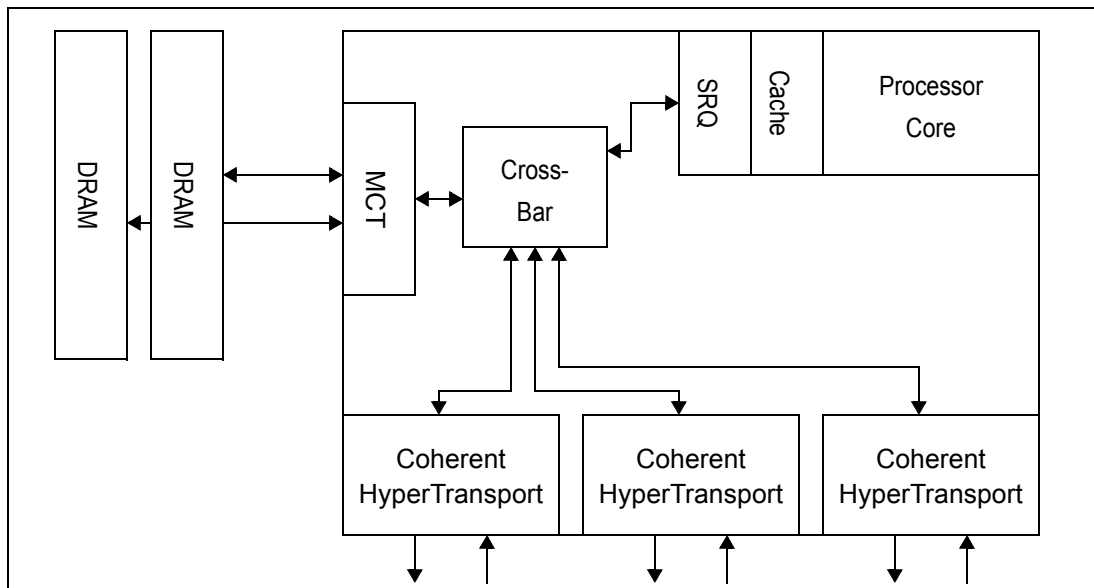 DRAM
DRAM
MCT
Cross-
Bar
SRQ
Cache
Processor
Core
Coherent
HyperTransport
Coherent
HyperTransport
Coherent
HyperTransport